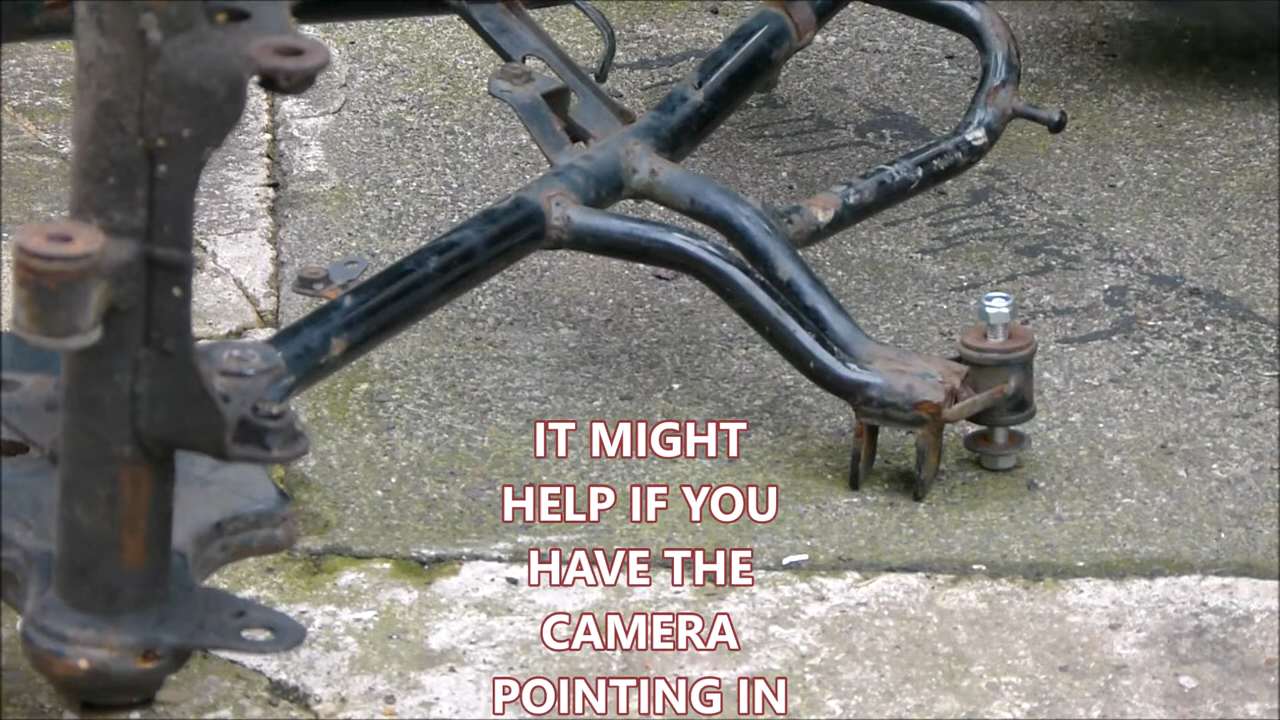 IT MIGHT
HELP IF YOU
HAVE THE
CAMERA
POINTING IN